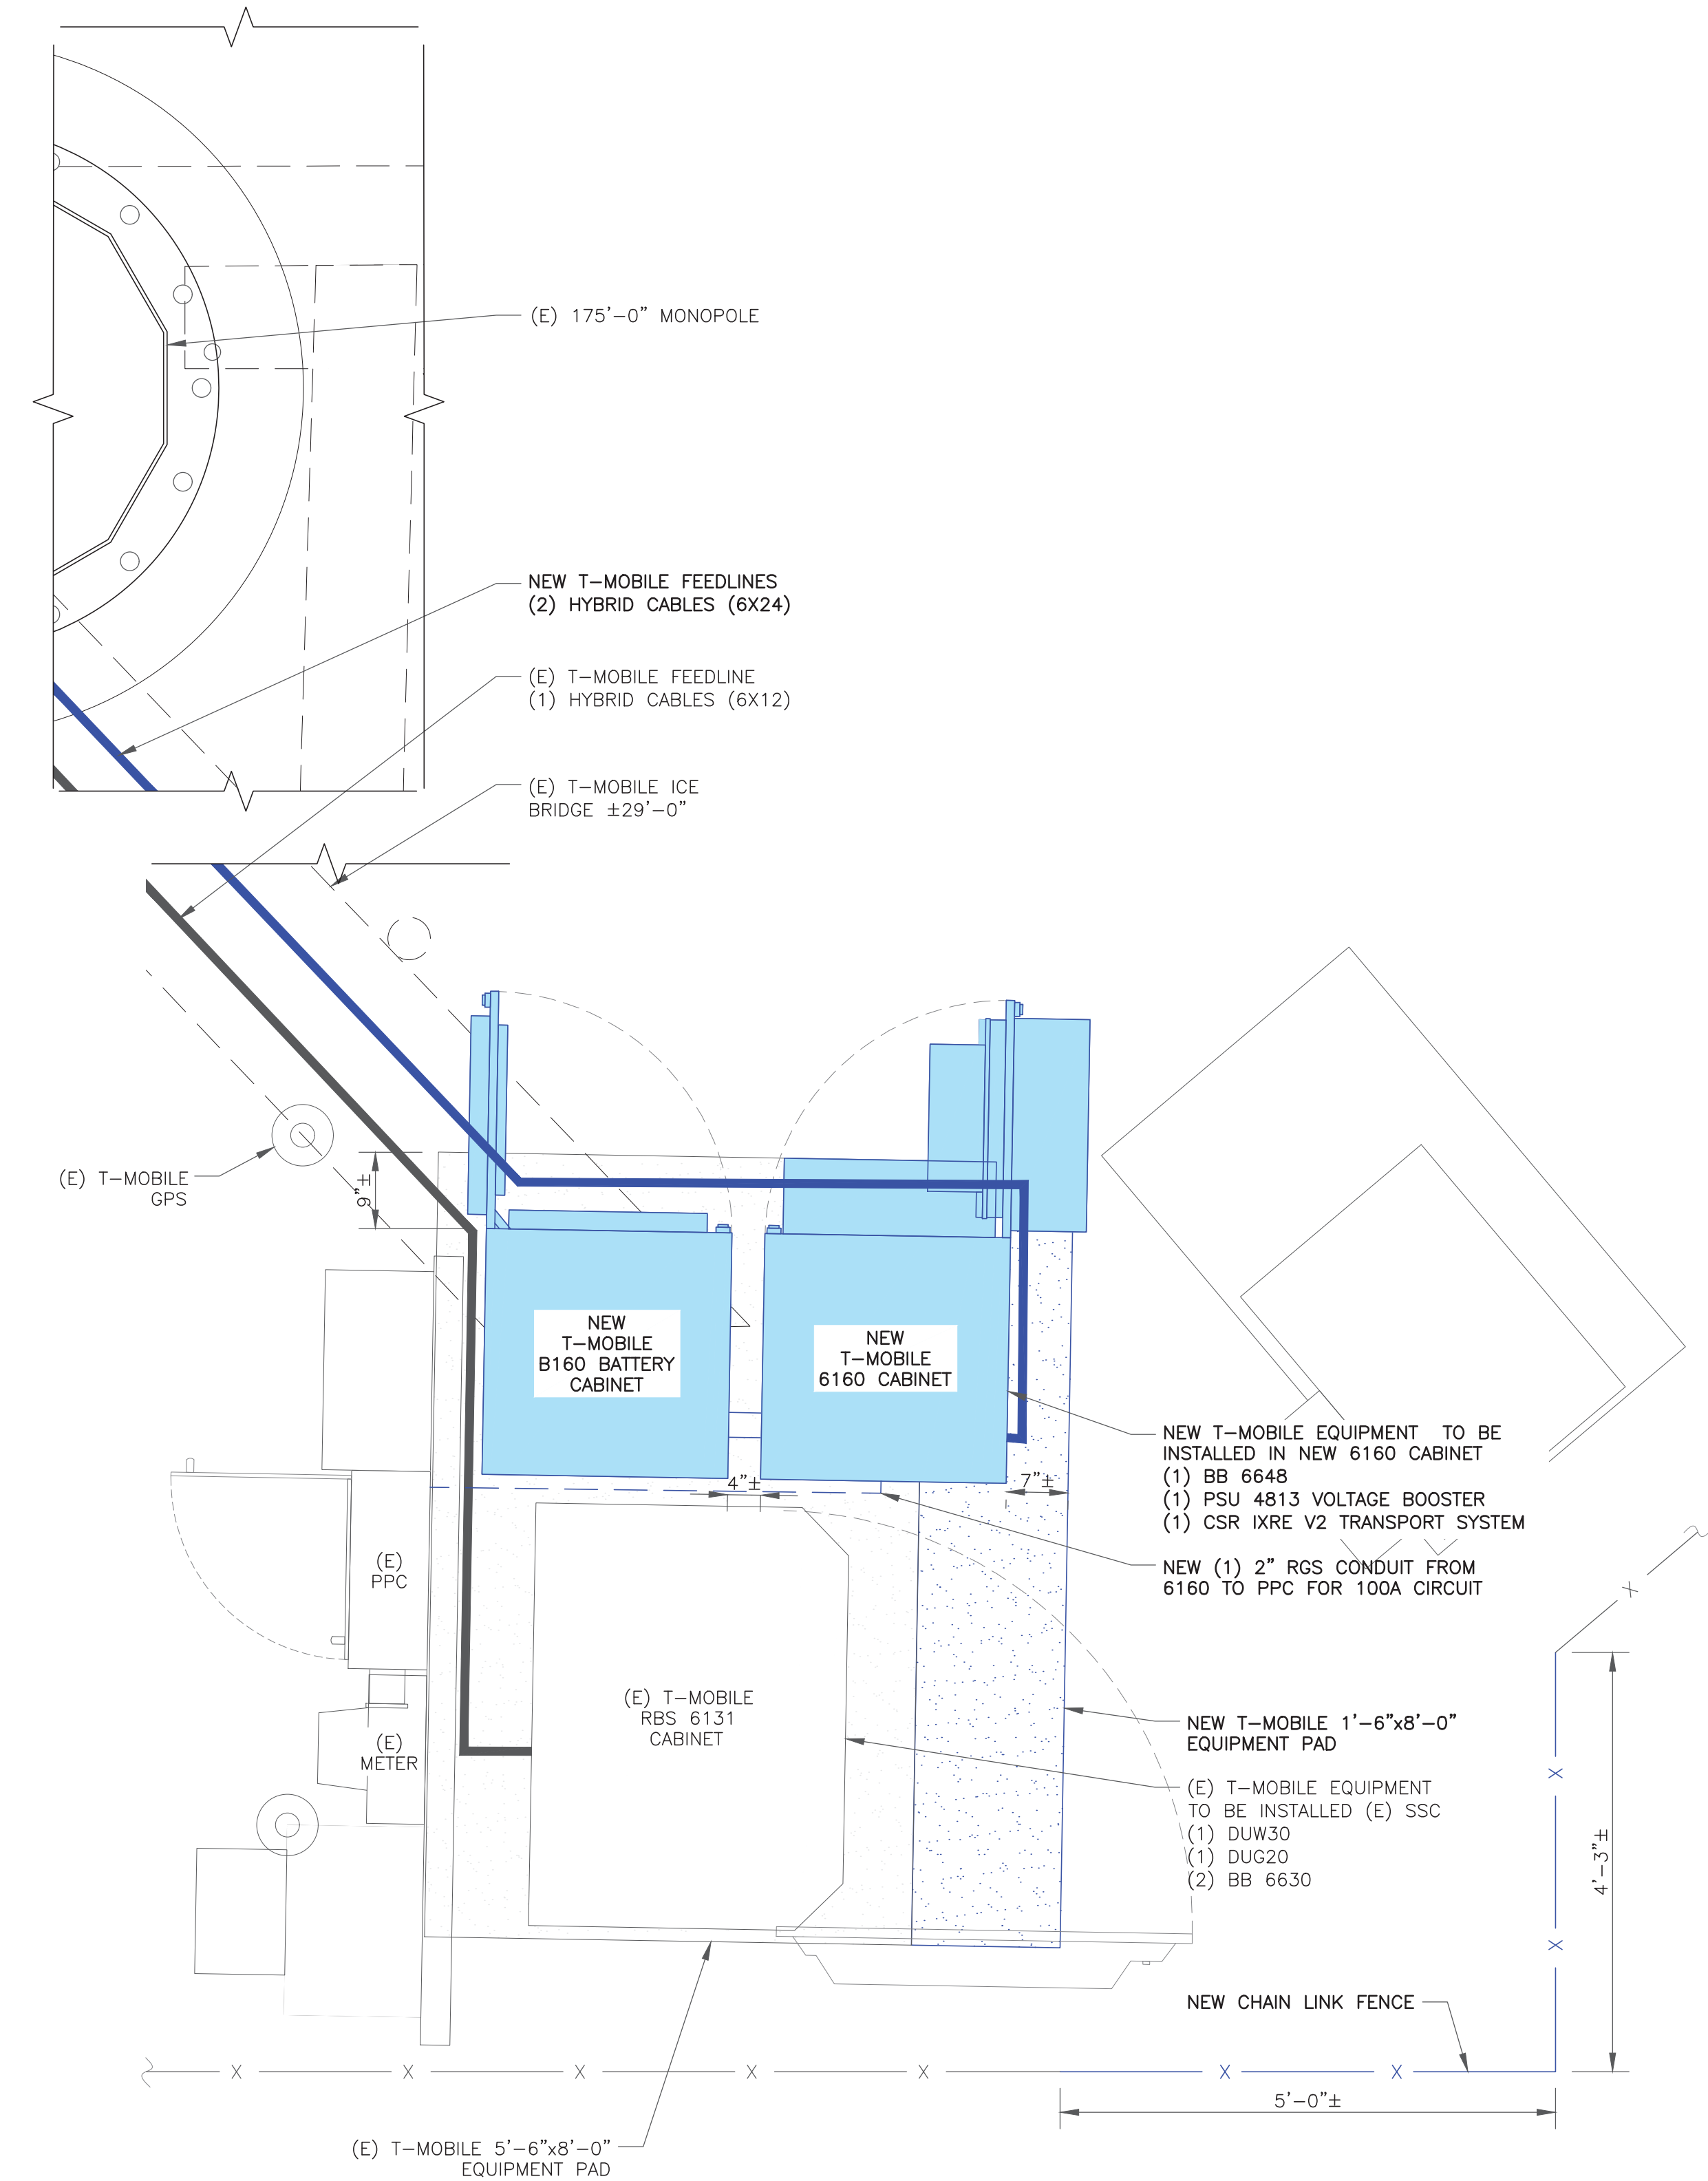 (E) 175'-0" MONOPOLE
NEW T-MOBILE FEEDLINES
(2) HYBRID CABLES (6X24)
(E) T-MOBILE FEEDLINE
(1) HYBRID CABLES (6X12)
(E) T-MOBILE ICE
BRIDGE ±29'-0"
(E) T-MOBILE
GPS
9"±
NEW
T-MOBILE
B160 BATTERY
CABINET
NEW
T-MOBILE
6160 CABINET
NEW T-MOBILE EQUIPMENT TO BE
INSTALLED IN NEW 6160 CABINET
(1) BB 6648
(1) PSU 4813 VOLTAGE BOOSTER
(1) CSR IXRE V2 TRANSPORT SYSTEM
4"±
7"±
NEW (1) 2" RGS CONDUIT FROM
6160 TO PPC FOR 100A CIRCUIT
(E)
PPC
(E) T-MOBILE
RBS 6131
CABINET
(E)
METER
NEW T-MOBILE 1'-6"x8'-0"
EQUIPMENT PAD
(E) T-MOBILE EQUIPMENT
TO BE INSTALLED (E) SSC
(1) DUW30
(1) DUG20
(2) BB 6630
4'-3"±
NEW CHAIN LINK FENCE
X X X X X X X
X
X
X
5'-0"±
(E) T-MOBILE 5'-6"x8'-0"
EQUIPMENT PAD